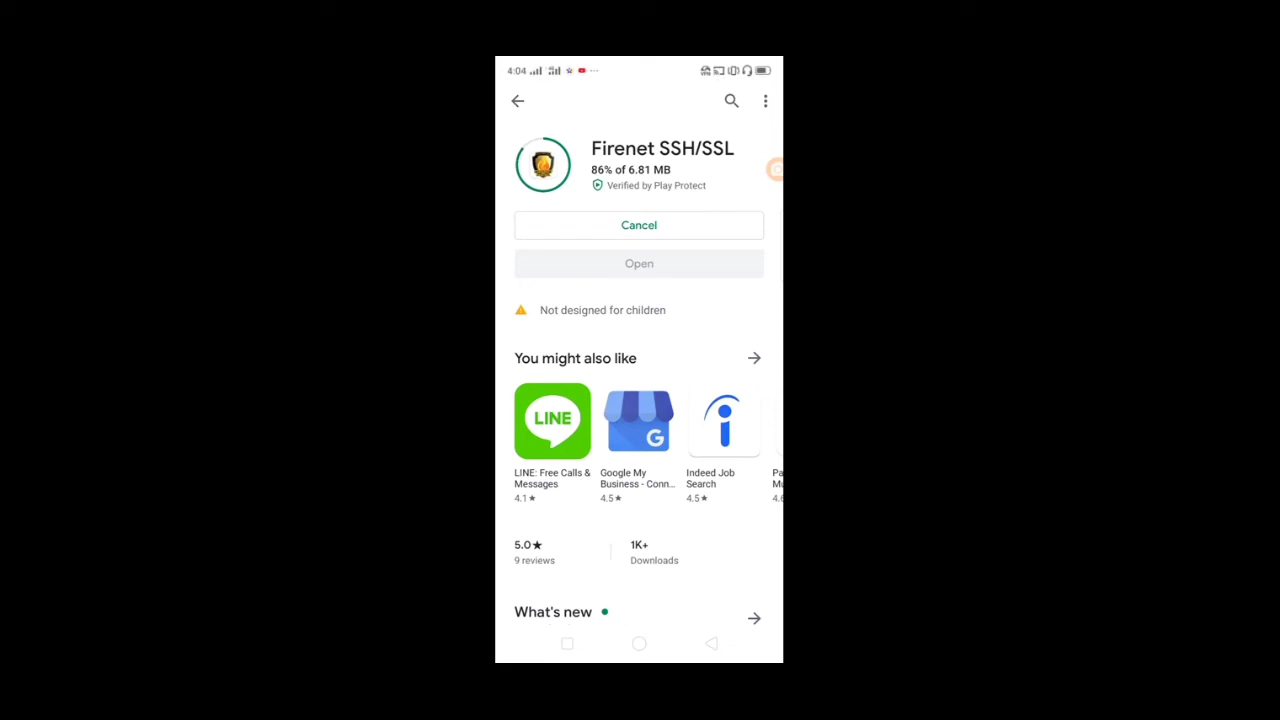 4:04
Firenet SSH/SSL
86% of 6.81 MB
Verified by Play Protect
Cancel
Open
Not designed for children
You might also like
LINE
G
LINE: Free Calls & Messages
4.1★
Google My Business - Conn...
4.5★
Indeed Job Search
4.5★
5.0★
9 reviews
1K+
Downloads
What's new